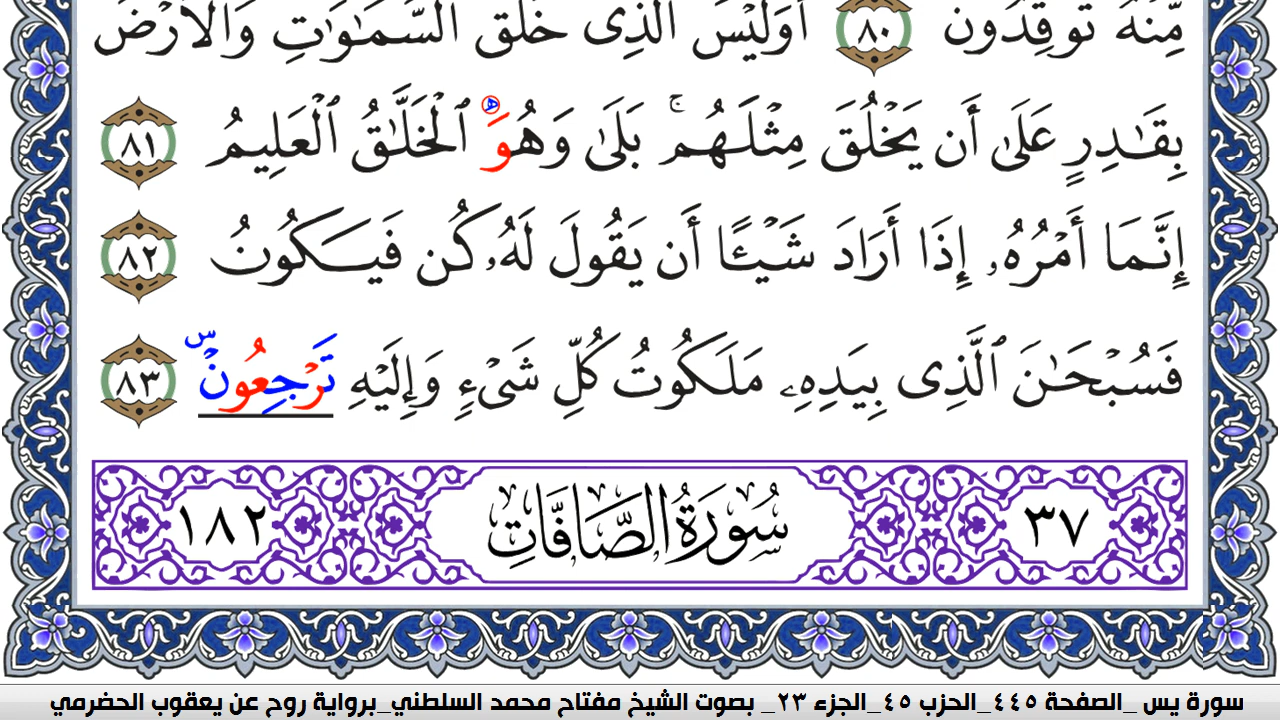 مِّنْهُ تُوقِدُونَ ٨٠ أَوَلَيْسَ ٱلَّذِى خَلَقَ ٱلسَّمَـٰوَٰتِ وَٱلْأَرْضَ
بِقَـٰدِرٍ عَلَىٰٓ أَن يَخْلُقَ مِثْلَهُم ۚ بَلَىٰ وَهُوَ ٱلْخَلَّـٰقُ ٱلْعَلِيمُ ٨١
إِنَّمَآ أَمْرُهُۥٓ إِذَآ أَرَادَ شَيْـًٔا أَن يَقُولَ لَهُۥ كُن فَيَكُونُ ٨٢
فَسُبْحَـٰنَ ٱلَّذِى بِيَدِهِۦ مَلَكُوتُ كُلِّ شَىْءٍ وَإِلَيْهِ تَرْجِعُونَ ٨٣
٣٧ سُورَةُ الصَّافَّاتِ ١٨٢
سورة يس _الصفحة ٤٤٥_الحزب ٤٥_الجزء ٢٣_ بصوت الشيخ مفتاح محمد السلطني_برواية روح عن يعقوب الحضرمي